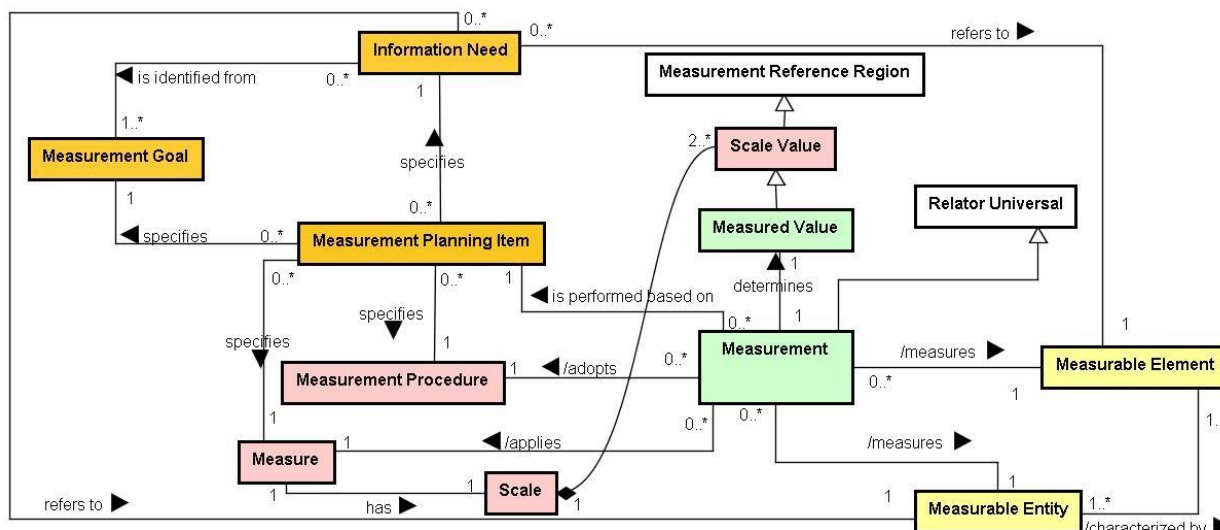 0..*
Information Need
0..*
refers to
is identified from
0..*
1
Measurement Reference Region
1..*
2..*
Scale Value
Measurement Goal
specifies
1
0..*
Relator Universal
Measured Value
specifies
0..*
Measurement Planning Item
1
0..*
0..*
1
determines
is performed based on
specifies
0..*
1
1
specifies
Measurement
/measures
1
/adopts
0..*
Measurable Element
Measurement Procedure
1
0..*
1
1
0..*
0..*
1..
1
/applies
/measures
Measure
1
1
has
1
Scale
1
refers to
1
1
Measurable Entity
1..*
/characterized by